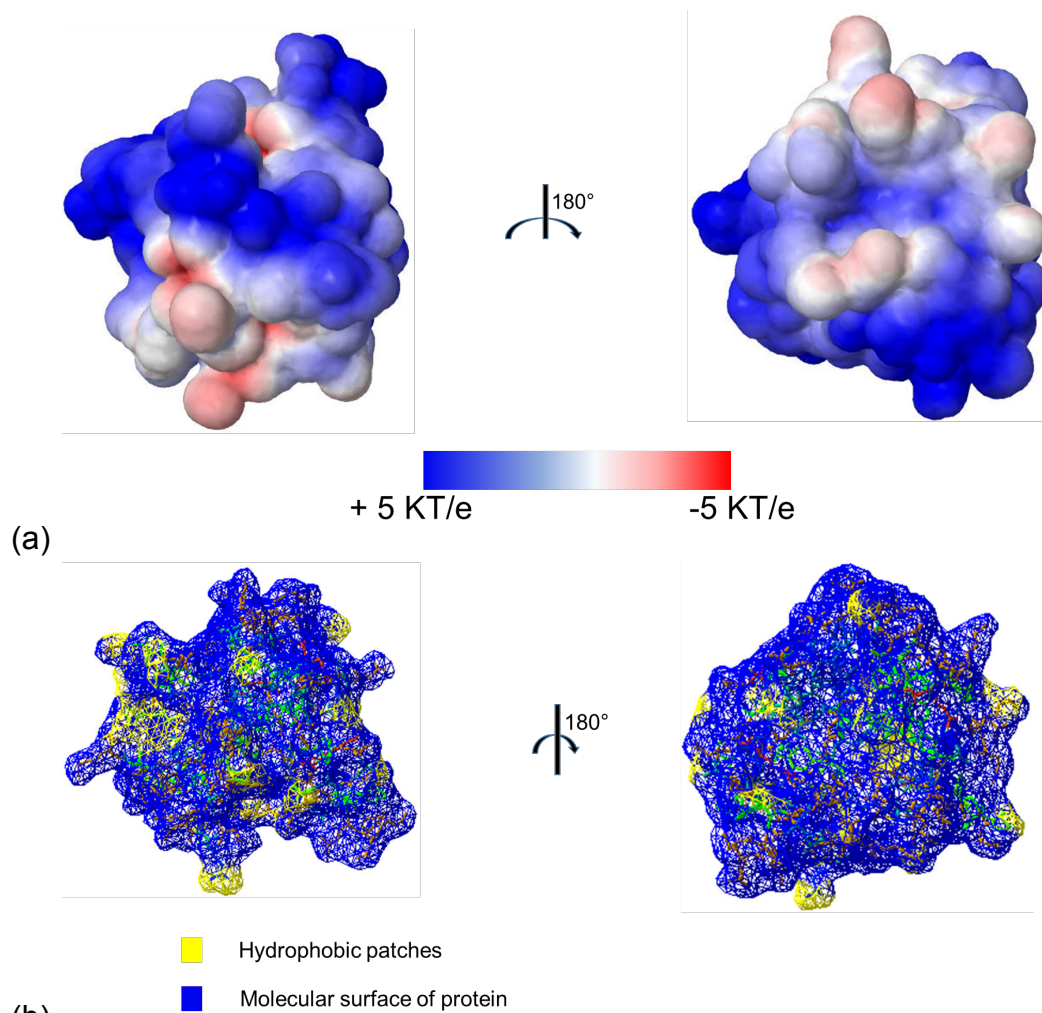 180°
+ 5 KT/e
-5 KT/e
(a)
180°
Hydrophobic patches
Molecular surface of protein
(b)